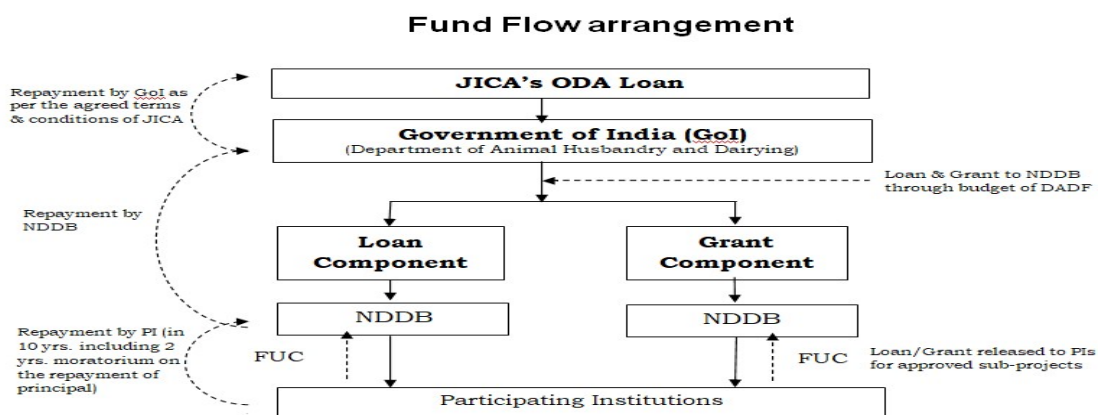 Fund Flow arrangement
JICA's ODA Loan
Repayment by GoI as
per the agreed terms
& conditions of JICA
Government of India (GoI)
(Department of Animal Husbandry and Dairying)
Loan & Grant to NDDB
through budget of DADF
Repayment by
NDDB
Loan
Component
Grant
Component
NDDB
NDDB
Repayment by PI (in
10 yrs. including 2
yrs. moratorium on
the repayment of
principal)
FUC
FUC
Loan/Grant released to PIs
for approved sub-projects
Participating Institutions